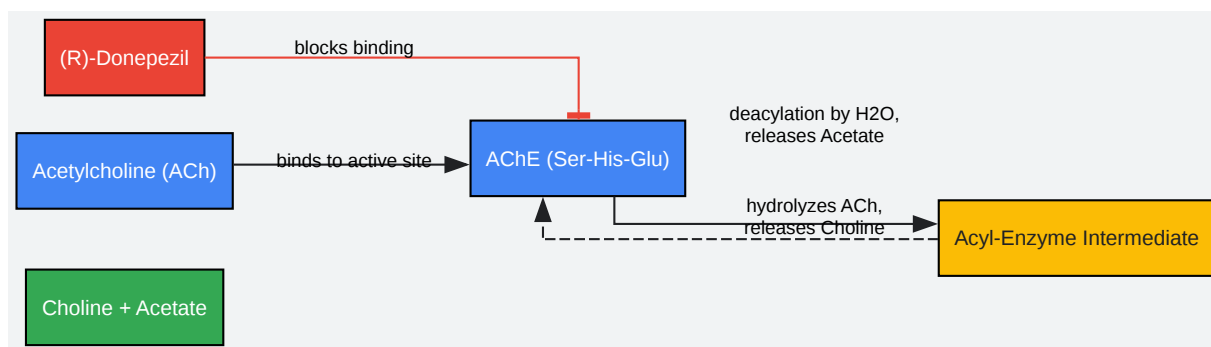 (R)-Donepezil
blocks binding
deacylation by H2O,
releases Acetate
Acetylcholine (ACh)
binds to active site
AChE (Ser-His-Glu)
hydrolyzes ACh,
releases Choline
Acyl-Enzyme Intermediate
Choline + Acetate